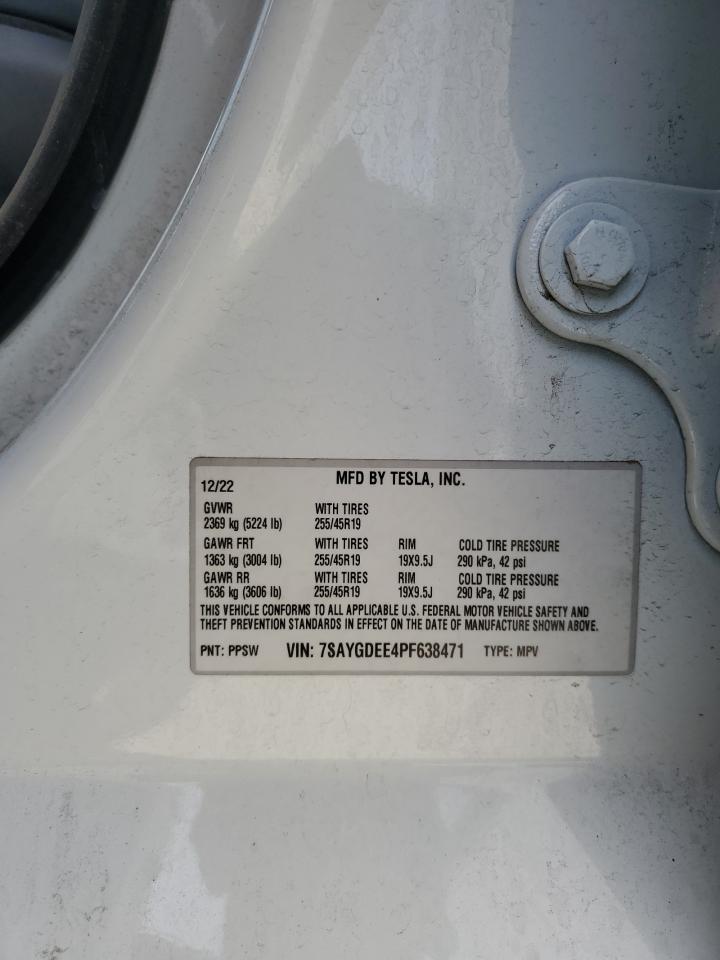 MFD BY TESLA, INC.
12/22
GVWR WITH TIRES
2369 kg (5224 lb) 255/45R19
GAWR FRT WITH TIRES RIM COLD TIRE PRESSURE
1363 kg (3004 lb) 255/45R19 19X9.5J 290 kPa, 42 psi
GAWR RR WITH TIRES RIM COLD TIRE PRESSURE
1636 kg (3606 lb) 255/45R19 19X9.5J 290 kPa, 42 psi
THIS VEHICLE CONFORMS TO ALL APPLICABLE U.S. FEDERAL MOTOR VEHICLE SAFETY AND
THEFT PREVENTION STANDARDS IN EFFECT ON THE DATE OF MANUFACTURE SHOWN ABOVE.
PNT: PPSW VIN: 7SAYGDEE4PF638471 TYPE: MPV